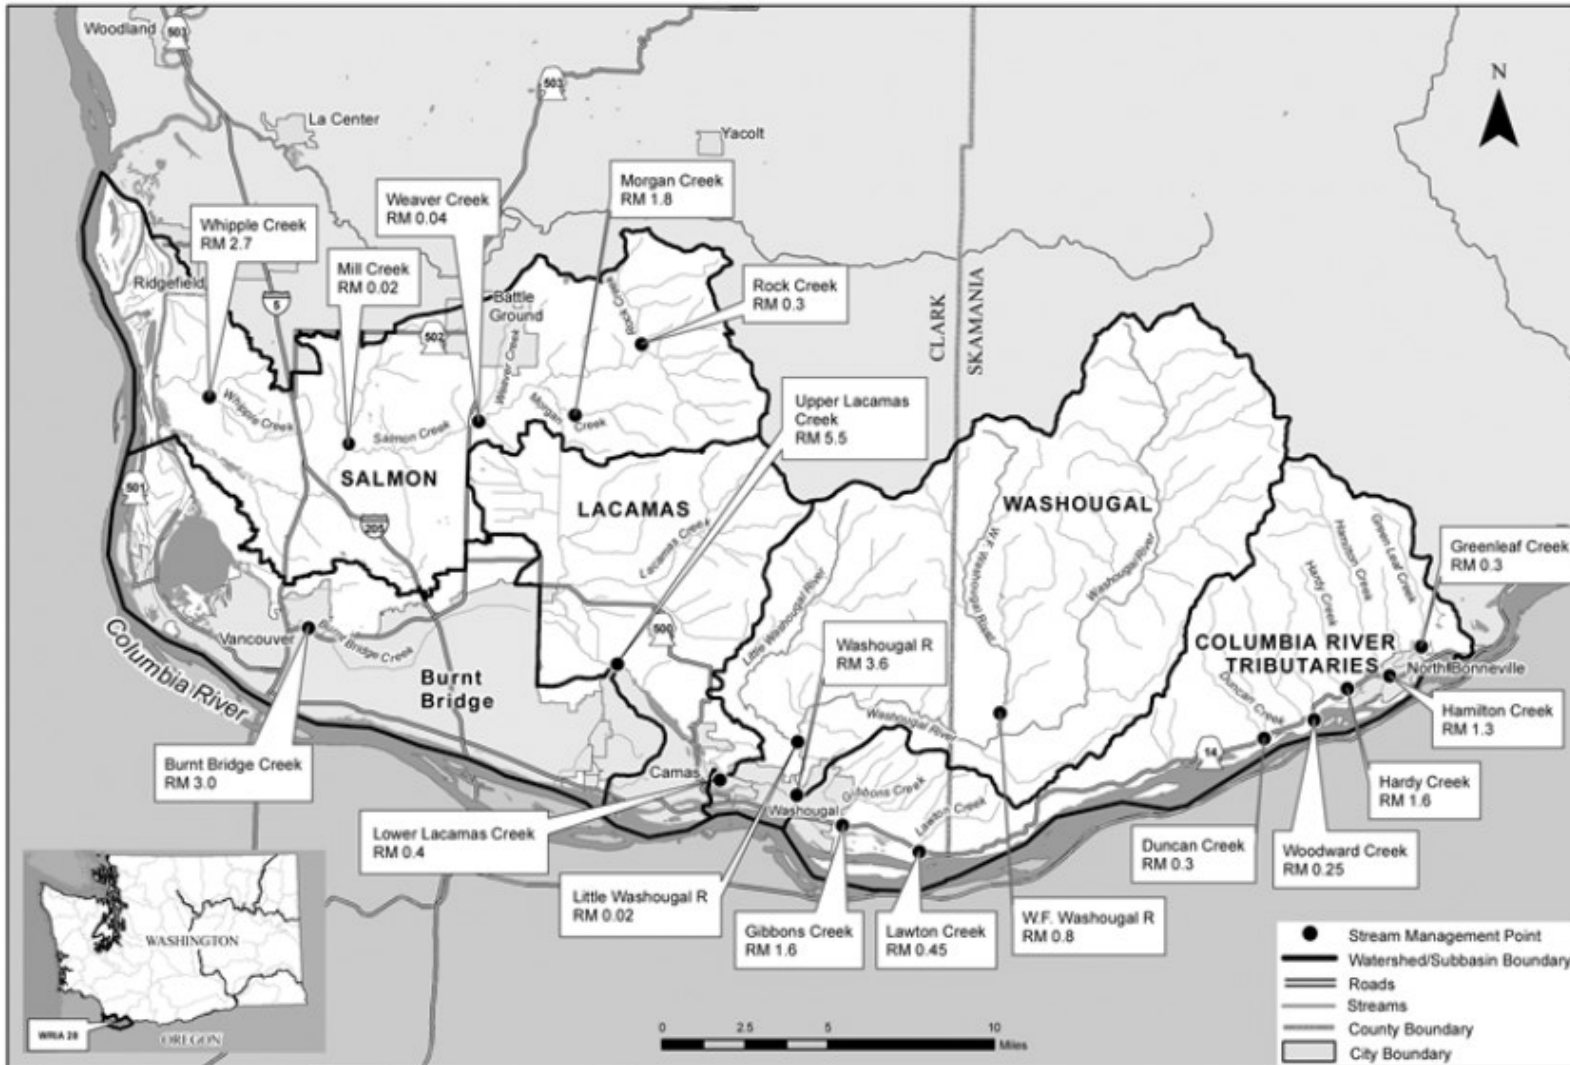 Woodland
503
503
La Center
Yacolt
N
Morgan Creek
RM 1.8
Weaver Creek
RM 0.04
Whipple Creek
RM 2.7
Mill Creek
RM 0.02
Ridgefield
5
Battle
Ground
502
Rock Creek
Rock Creek
RM 0.3
CLARK
SKAMANIA
Weaver Creek
Whipple Creek
Salmon Creek
Morgan Creek
Upper Lacamas
Creek
RM 5.5
SALMON
501
205
LACAMAS
Lacamas Creek
WASHOUGAL
W.F. Washougal Road
Washougal River
Little Washougal River
Hardy Creek
Hamilton Creek
Green Leaf Creek
Greenleaf Creek
RM 0.3
Vancouver
Burnt Bridge Creek
Columbia River
Burnt
Bridge
500
Washougal R
RM 3.6
COLUMBIA RIVER
TRIBUTARIES
North Bonneville
Duncan Creek
Washougal River
14
Hamilton Creek
RM 1.3
Burnt Bridge Creek
RM 3.0
Camas
Washougal
Gibbons Creek
Lawton Creek
Hardy Creek
RM 1.6
Lower Lacamas Creek
RM 0.4
Duncan Creek
RM 0.3
Woodward Creek
RM 0.25
Little Washougal R
RM 0.02
Gibbons Creek
RM 1.6
Lawton Creek
RM 0.45
W.F. Washougal R
RM 0.8
WASHINGTON
WRIA 28
OREGON
0 2.5 5 10
Miles
Stream Management Point
Watershed/Subbasin Boundary
Roads
Streams
County Boundary
City Boundary